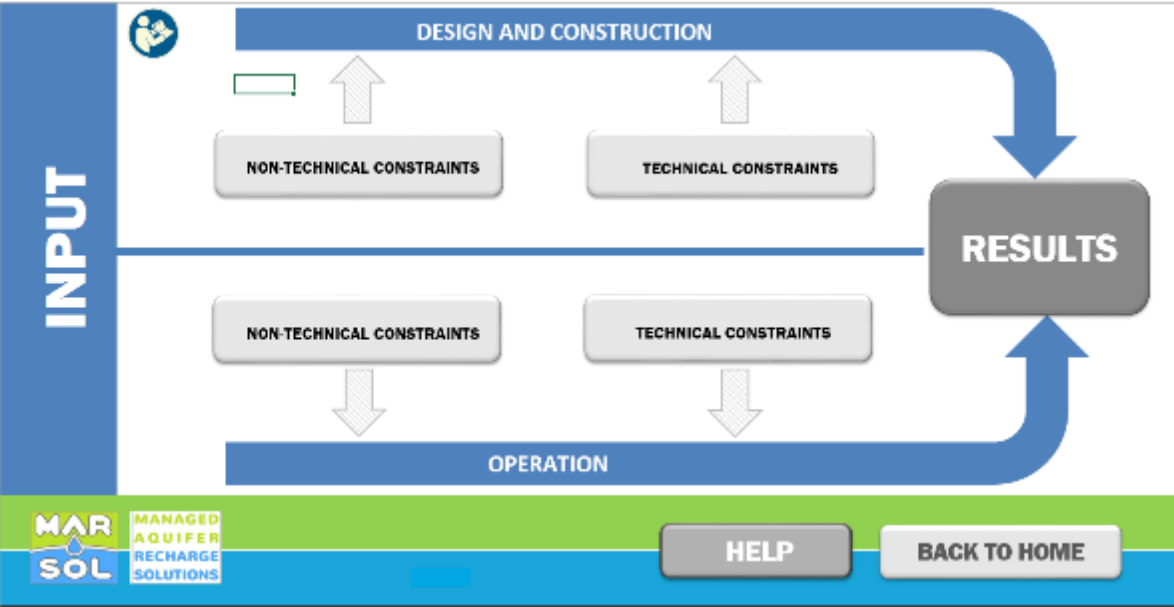 DESIGN AND CONSTRUCTION
NON-TECHNICAL CONSTRAINTS
TECHNICAL CONSTRAINTS
INPUT
RESULTS
NON-TECHNICAL CONSTRAINTS
TECHNICAL CONSTRAINTS
OPERATION
MAR
SOL
MANAGED
AQUIFER
RECHARGE
SOLUTIONS
HELP
BACK TO HOME